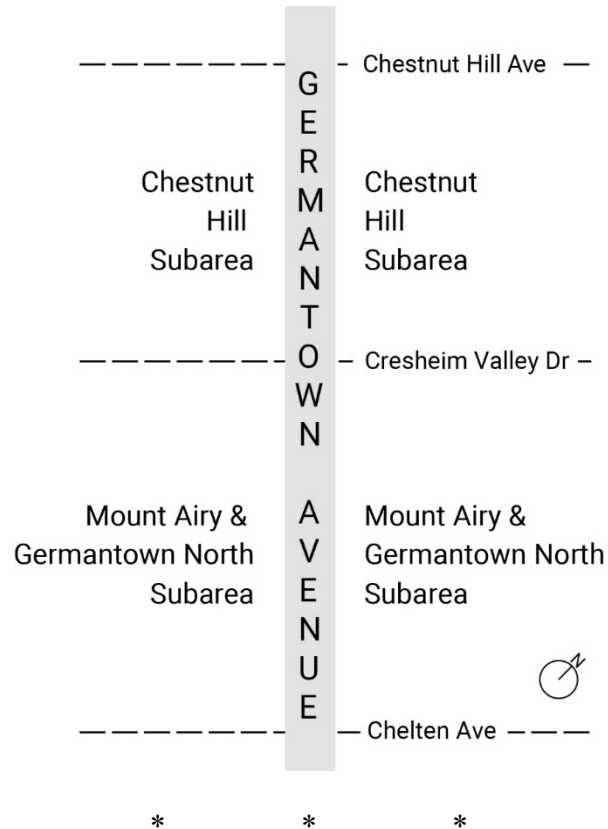 Chestnut Hill Ave
GERMANTOWN AVENUE
Chestnut
Hill
Subarea
Chestnut
Hill
Subarea
Cresheim Valley Dr
Mount Airy &
Germantown North
Subarea
Mount Airy &
Germantown North
Subarea
N
Chelten Ave
* * *